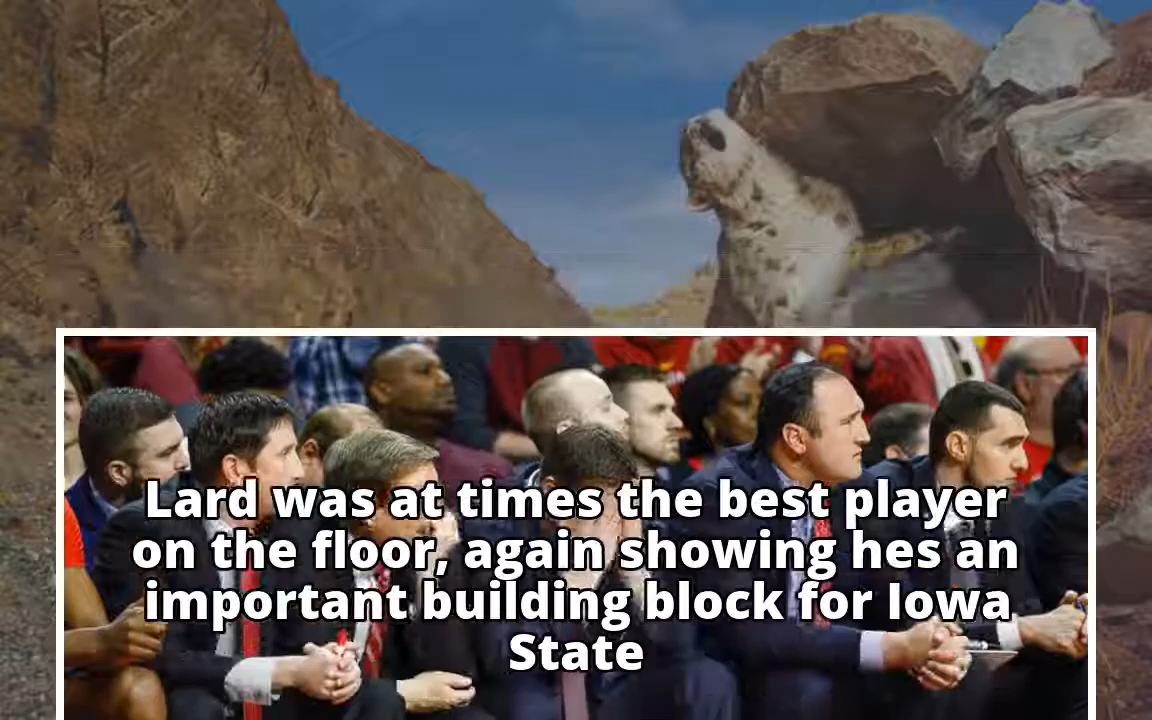 Lard was at times the best player
on the floor, again showing hes an
important building block for Iowa
State